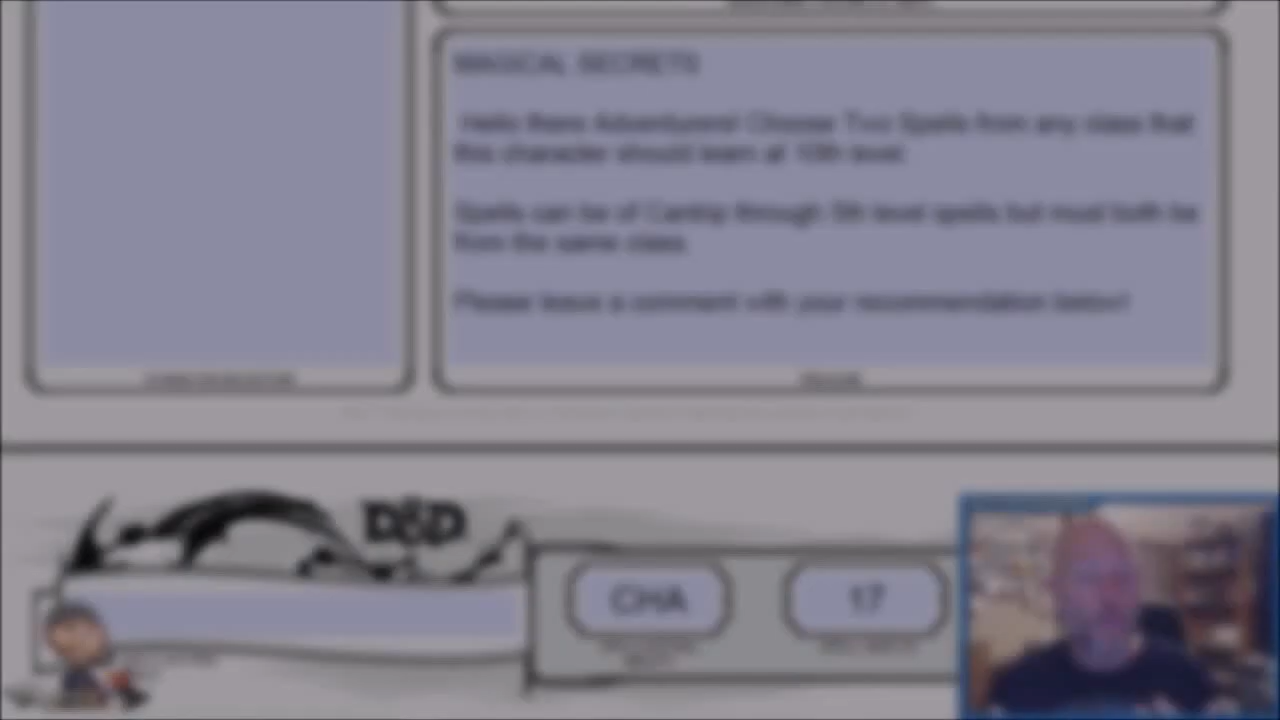 MAGICAL SECRETS
Hello there Adventurers! Choose Two Spells from any class that
this character should learn at 10th level.
Spells can be of Cantrip through 5th level spells but must both be
from the same class.
Please leave a comment with your recommendation below!
D&D
CHA
17